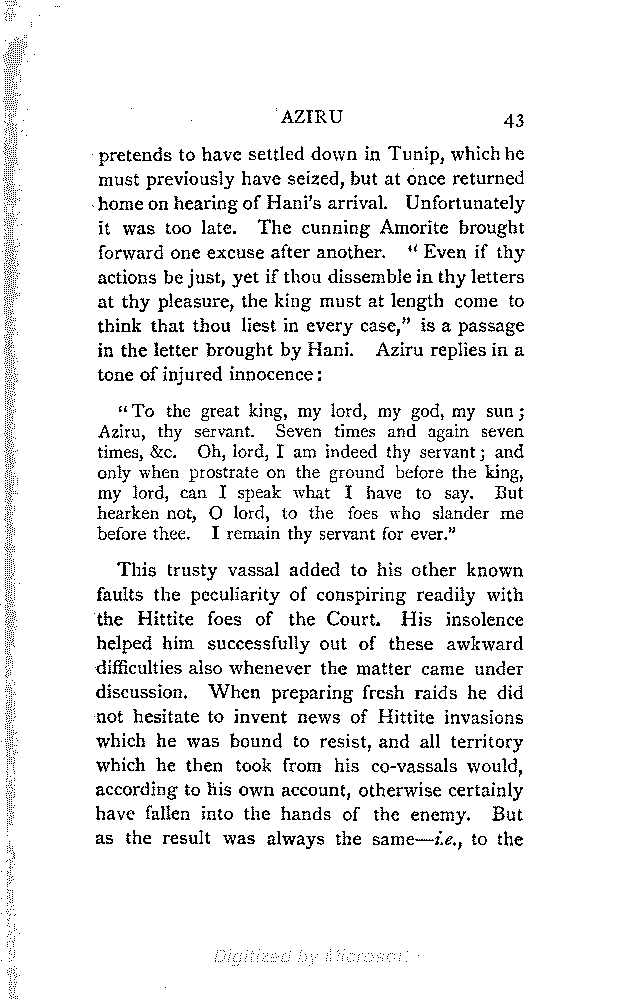 AZIRU 43
pretends to have settled down in Tunip, which he
must previously have seized, but at once returned
home on hearing of Hani's arrival. Unfortunately
it was too late. The cunning Amorite brought
forward one excuse after another. "Even if thy
actions be just, yet if thou dissemble in thy letters
at thy pleasure, the king must at length come to
think that thou liest in every case," is a passage
in the letter brought by Hani. Aziru replies in a
tone of injured innocence:
"To the great king, my lord, my god, my sun;
Aziru, thy servant. Seven times and again seven
times, &c. Oh, lord, I am indeed thy servant; and
only when prostrate on the ground before the king,
my lord, can I speak what I have to say. But
hearken not, O lord, to the foes who slander me
before thee. I remain thy servant for ever."
This trusty vassal added to his other known
faults the peculiarity of conspiring readily with
the Hittite foes of the Court. His insolence
helped him successfully out of these awkward
difficulties also whenever the matter came under
discussion. When preparing fresh raids he did
not hesitate to invent news of Hittite invasions
which he was bound to resist, and all territory
which he then took from his co-vassals would,
according to his own account, otherwise certainly
have fallen into the hands of the enemy. But
as the result was always the same—i.e., to the
Digitized by Microsoft